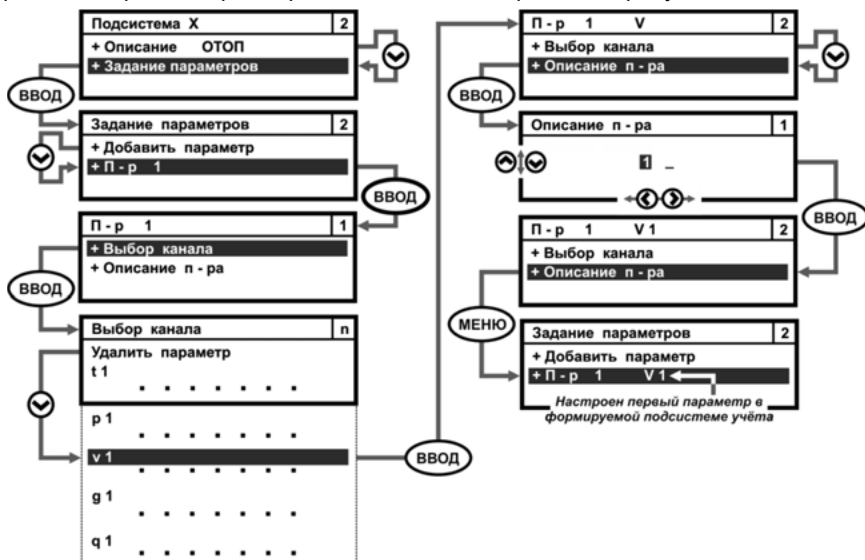 Подсистема X 2
+ Описание ОТОП
+ Задание параметров
ВВОД
Задание параметров 2
+ Добавить параметр
+ П - р 1
ВВОД
П - р 1 1
+ Выбор канала
+ Описание п - ра
ВВОД
Выбор канала n
Удалить параметр
t 1
. . . . . . .
p 1
. . . . . . .
v 1
. . . . . . .
g 1
. . . . . . .
q 1
. . . . . . .
ВВОД
П - р 1 V 2
+ Выбор канала
+ Описание п - ра
ВВОД
Описание п - ра 1
1 _
ВВОД
П - р 1 V 1 2
+ Выбор канала
+ Описание п - ра
МЕНЮ
Задание параметров 2
+ Добавить параметр
+ П - р 1 V 1
Настроен первый параметр в
формируемой подсистеме учёта